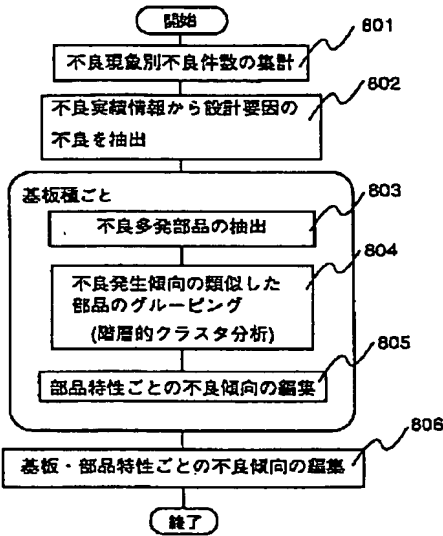 開始
801
不良現象別不良件数の集計
802
不良実績情報から設計要因の
不良を抽出
基板種ごと
803
不良多発部品の抽出
804
不良発生傾向の類似した
部品のグルーピング
(階層的クラスタ分析)
805
部品特性ごとの不良傾向の編集
806
基板・部品特性ごとの不良傾向の編集
終了